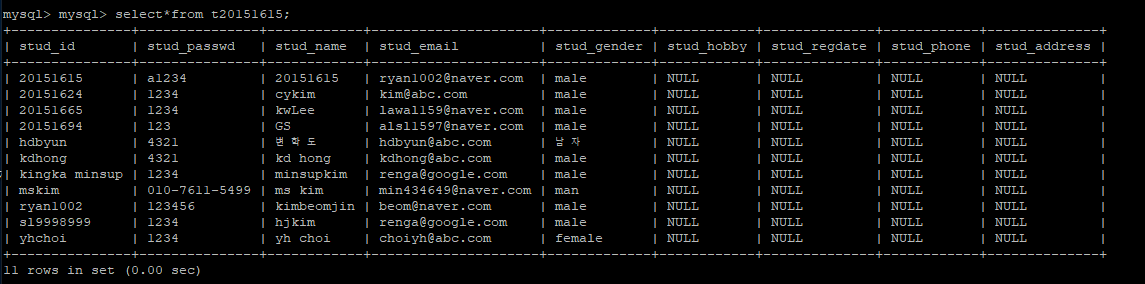 mysql> mysql> select*from t20151615;
+---------------+---------------+------------+--------------------+-------------+------------+--------------+------------+--------------+
| stud_id | stud_passwd | stud_name | stud_email | stud_gender | stud_hobby | stud_regdate | stud_phone | stud_address |
+---------------+---------------+------------+--------------------+-------------+------------+--------------+------------+--------------+
| 20151615 | a1234 | 20151615 | ryan1002@naver.com | male | NULL | NULL | NULL | NULL |
| 20151624 | 1234 | cykim | kim@abc.com | male | NULL | NULL | NULL | NULL |
| 20151665 | 1234 | kwLee | lawal159@naver.com | male | NULL | NULL | NULL | NULL |
| 20151694 | 123 | GS | als11597@naver.com | male | NULL | NULL | NULL | NULL |
| hdbyun | 4321 | 변학도 | hdbyun@abc.com | 남자 | NULL | NULL | NULL | NULL |
| kdhong | 4321 | kd hong | kdhong@abc.com | male | NULL | NULL | NULL | NULL |
| kingka minsup | 1234 | minsupkim | renga@google.com | male | NULL | NULL | NULL | NULL |
| mskim | 010-7611-5499 | ms kim | min434649@naver.com | man | NULL | NULL | NULL | NULL |
| ryan1002 | 123456 | kimbeomjin | beom@naver.com | male | NULL | NULL | NULL | NULL |
| sl9998999 | 1234 | hjkim | renga@google.com | male | NULL | NULL | NULL | NULL |
| yhchoi | 1234 | yh choi | choiyh@abc.com | female | NULL | NULL | NULL | NULL |
+---------------+---------------+------------+--------------------+-------------+------------+--------------+------------+--------------+
11 rows in set (0.00 sec)